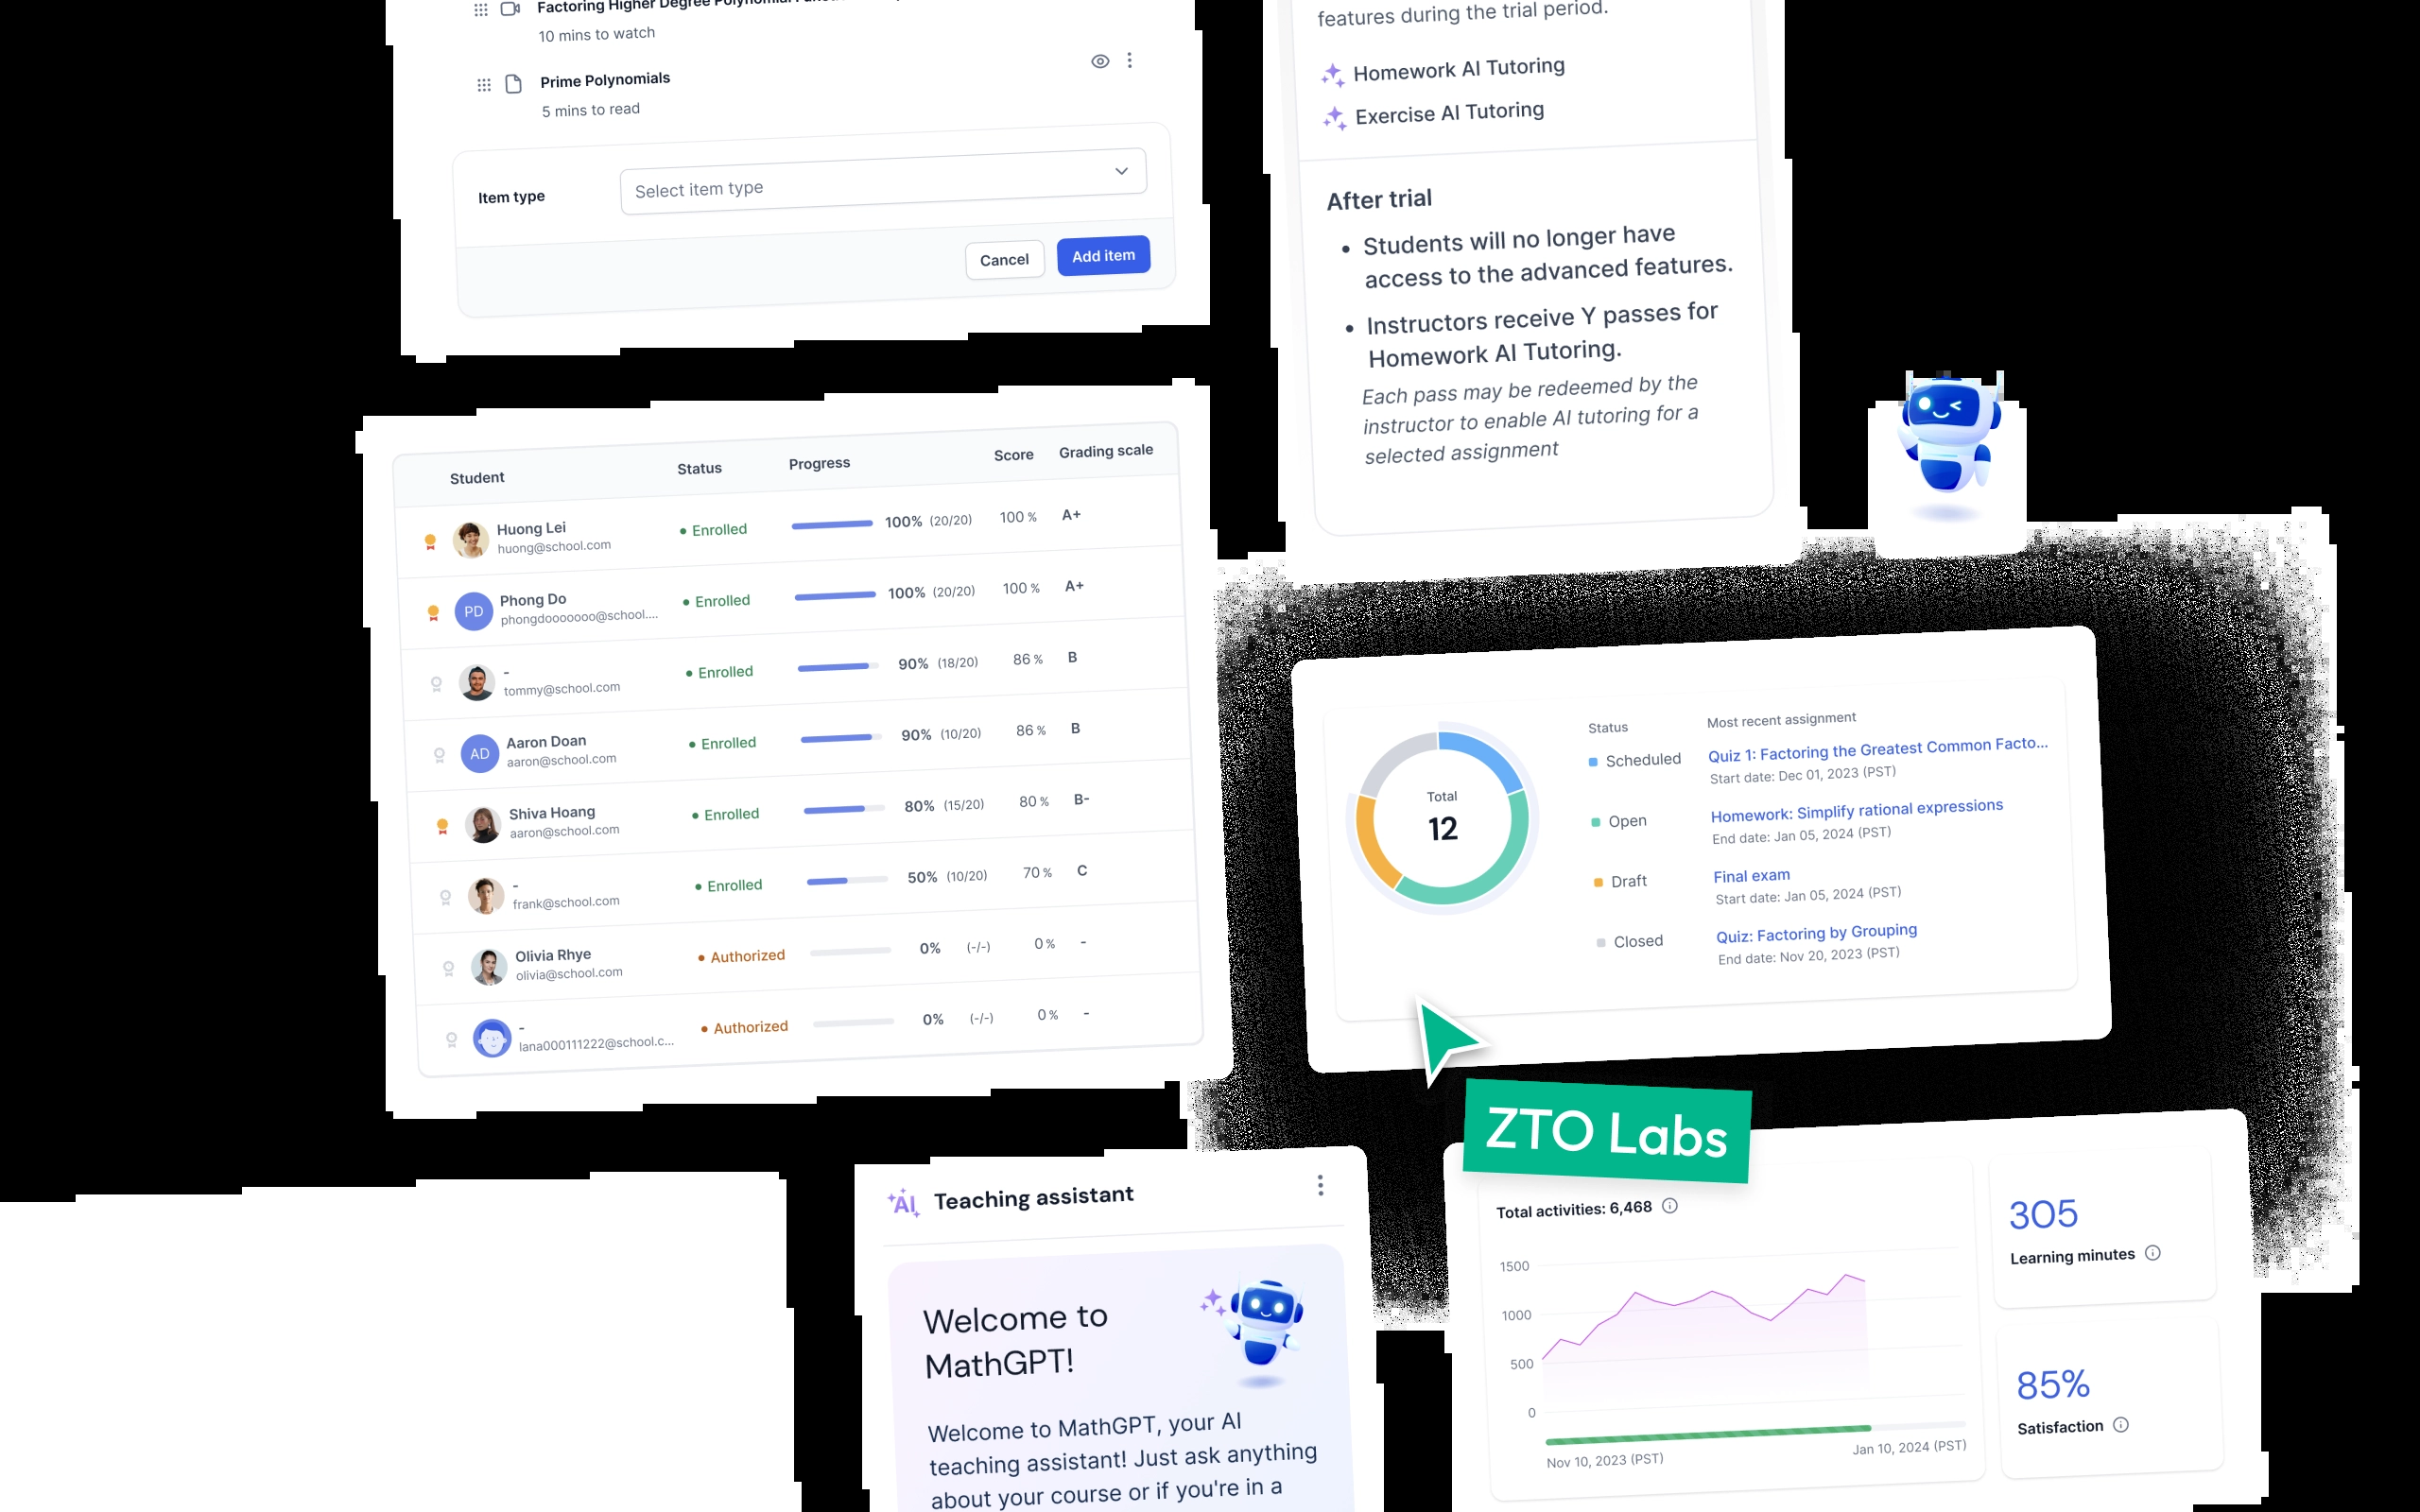 Factoring Higher Degree Polynomial
10 mins to watch
Prime Polynomials
5 mins to read
Item type
Select item type
Cancel
Add item
features during the trial period.
Homework AI Tutoring
Exercise AI Tutoring
After trial
• Students will no longer have
access to the advanced features.
• Instructors receive Y passes for
Homework AI Tutoring.
Each pass may be redeemed by the
instructor to enable AI tutoring for a
selected assignment
Student Status Progress Score Grading scale
Huong Lei
huong@school.com
Enrolled 100% (20/20) 100 % A+
PD
Phong Do
phongdooooooo@school....
Enrolled 100% (20/20) 100 % A+
-
tommy@school.com
Enrolled 90% (18/20) 86 % B
AD
Aaron Doan
aaron@school.com
Enrolled 90% (10/20) 86 % B
Shiva Hoang
aaron@school.com
Enrolled 80% (15/20) 80 % B-
-
frank@school.com
Enrolled 50% (10/20) 70 % C
Olivia Rhye
olivia@school.com
Authorized 0% (-/-) 0 % -
-
lana000111222@school.c...
Authorized 0% (-/-) 0 % -
Total
12
Status Most recent assignment
Scheduled Quiz 1: Factoring the Greatest Common Facto...
Start date: Dec 01, 2023 (PST)
Open Homework: Simplify rational expressions
End date: Jan 05, 2024 (PST)
Draft Final exam
Start date: Jan 05, 2024 (PST)
Closed Quiz: Factoring by Grouping
End date: Nov 20, 2023 (PST)
ZTO Labs
AI Teaching assistant
Welcome to
MathGPT!
Welcome to MathGPT, your AI
teaching assistant! Just ask anything
about your course or if you're in a
Total activities: 6,468
1500
1000
500
0
Nov 10, 2023 (PST) Jan 10, 2024 (PST)
305
Learning minutes
85%
Satisfaction